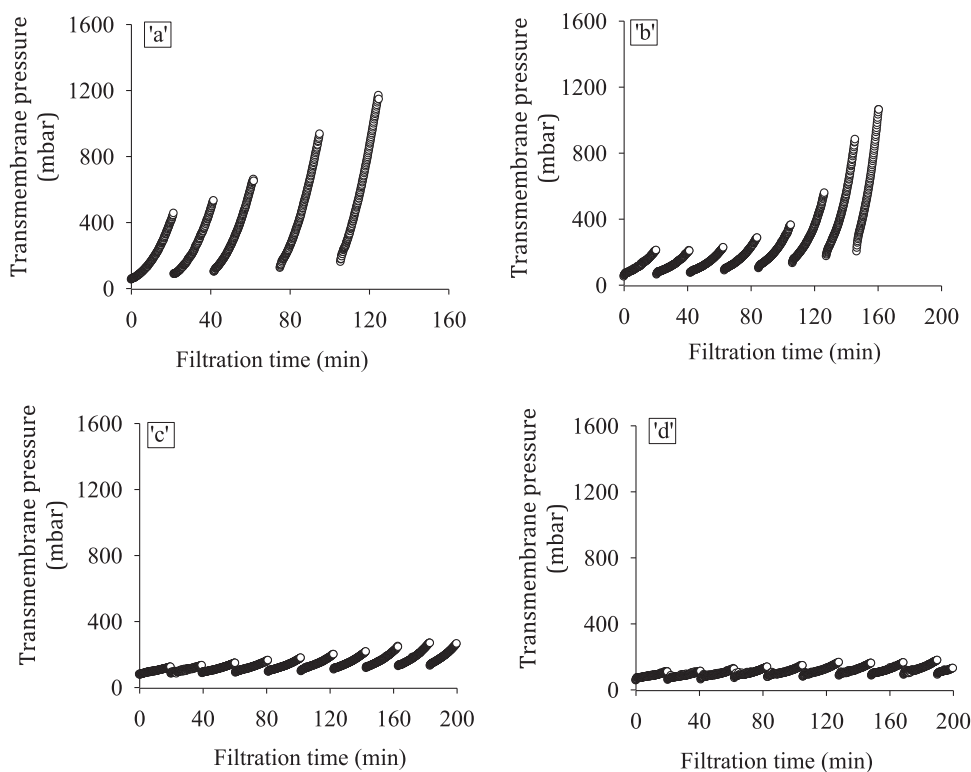 'a'
Transmembrane pressure
(mbar)
1600
1200
800
400
0
0 40 80 120 160
Filtration time (min)
'b'
Transmembrane pressure
(mbar)
1600
1200
800
400
0
0 40 80 120 160 200
Filtration time (min)
'c'
Transmembrane pressure
(mbar)
1600
1200
800
400
0
0 40 80 120 160 200
Filtration time (min)
'd'
Transmembrane pressure
(mbar)
1600
1200
800
400
0
0 40 80 120 160 200
Filtration time (min)